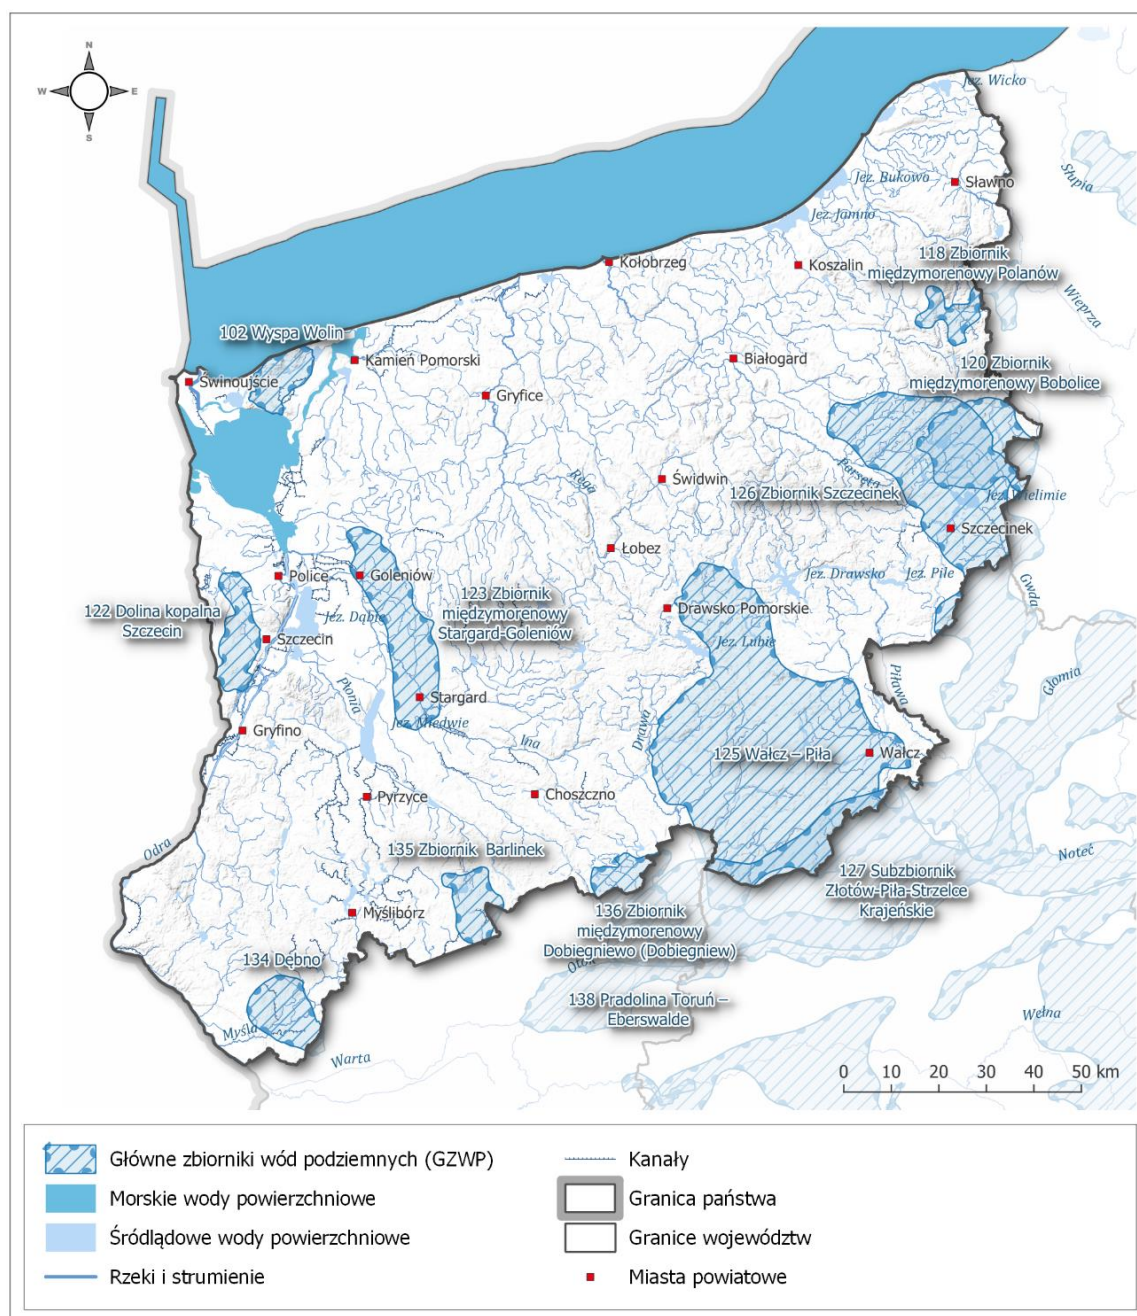 N
W
E
S
Jez. Wicko
Słupia
Jez. Bukowo
Sławno
Jez. Jamno
Kołobrzeg
Koszalin
118 Zbiornik
międzymorenowy Polanów
Wieprza
102 Wyspa Wolin
Kamień Pomorski
Białogard
120 Zbiornik
międzymorenowy Bobolice
Świnoujście
Gryfice
Rega
Świdwin
Parsęta
126 Zbiornik Szczecinek
Jez. Wielimie
Szczecinek
Łobez
Police
Goleniów
Jez. Drawsko
Jez. Pile
Gwda
122 Dolina kopalna
Szczecin
Jez. Dąbie
123 Zbiornik
międzymorenowy
Stargard-Goleniów
Drawsko Pomorskie
Szczecin
Jez. Lubie
Płonia
Stargard
Piława
Głomia
Jez. Miedwie
Gryfino
Ina
Drawa
125 Wałcz – Piła
Wałcz
Pyrzyce
Choszczno
Odra
135 Zbiornik Barlinek
Noteć
127 Subzbiornik
Złotów-Piła-Strzelce
Krajeńskie
Myślibórz
136 Zbiornik
międzymorenowy
Dobiegniewo (Dobiegniew)
134 Dębno
138 Pradolina Toruń –
Eberswalde
Myśla
Warta
Wełna
0 10 20 30 40 50 km
Główne zbiorniki wód podziemnych (GZWP)
Kanały
Morskie wody powierzchniowe
Granica państwa
Śródlądowe wody powierzchniowe
Granice województw
Rzeki i strumienie
Miasta powiatowe